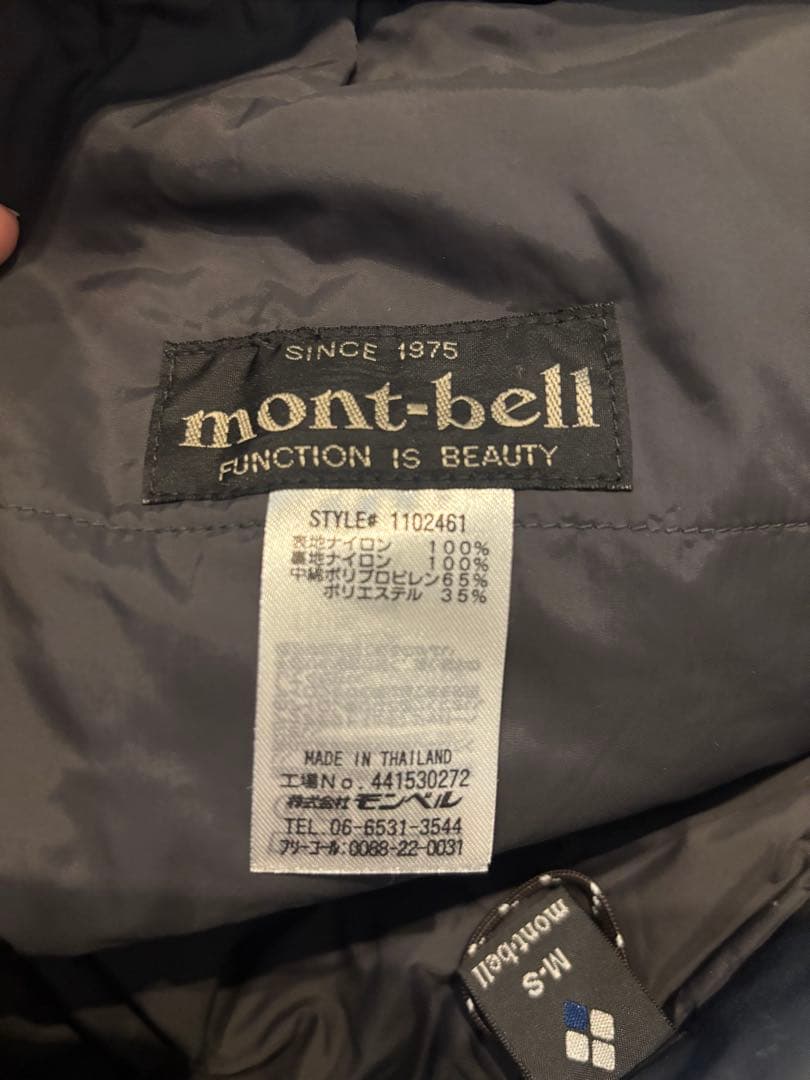 SINCE 1975
mont-bell
FUNCTION IS BEAUTY
STYLE# 1102461
表地ナイロン 100%
裏地ナイロン 100%
中綿ポリプロピレン 65%
ポリエステル 35%
MADE IN THAILAND
工場No. 441530272
株式会社 モンベル
TEL.06-6531-3544
フリーコール:0088-22-0031
M-S
mont-bell